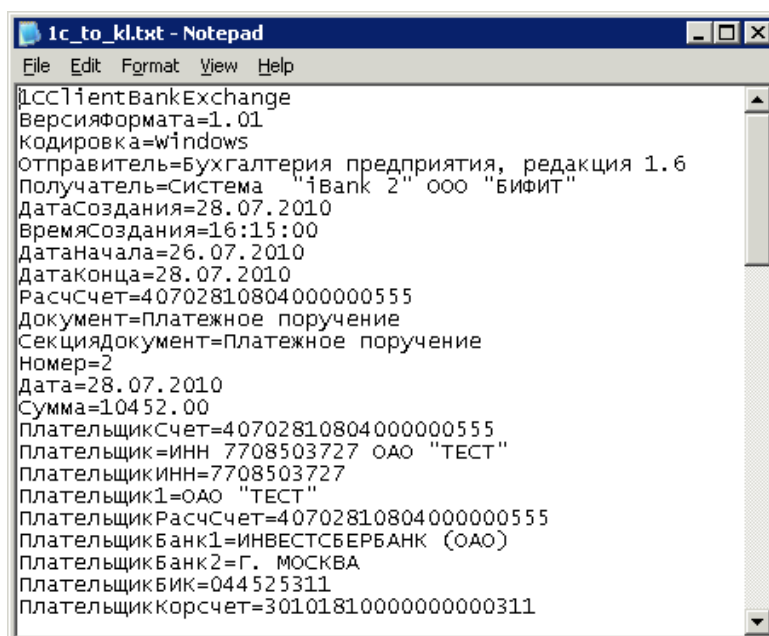 1c_to_kl.txt - Notepad
File Edit Format View Help
1CClientBankExchange
ВерсияФормата=1.01
Кодировка=Windows
Отправитель=Бухгалтерия предприятия, редакция 1.6
Получатель=Система  "iBank 2" ООО "БИФИТ"
ДатаСоздания=28.07.2010
ВремяСоздания=16:15:00
ДатаНачала=26.07.2010
ДатаКонца=28.07.2010
РасчСчет=40702810804000000555
Документ=Платежное поручение
СекцияДокумент=Платежное поручение
Номер=2
Дата=28.07.2010
Сумма=10452.00
ПлательщикСчет=40702810804000000555
Плательщик=ИНН 7708503727 ОАО "ТЕСТ"
ПлательщикИНН=7708503727
Плательщик1=ОАО "ТЕСТ"
ПлательщикРасчСчет=40702810804000000555
ПлательщикБанк1=ИНВЕСТСБЕРБАНК (ОАО)
ПлательщикБанк2=Г. МОСКВА
ПлательщикБИК=044525311
ПлательщикКорсчет=30101810000000000311